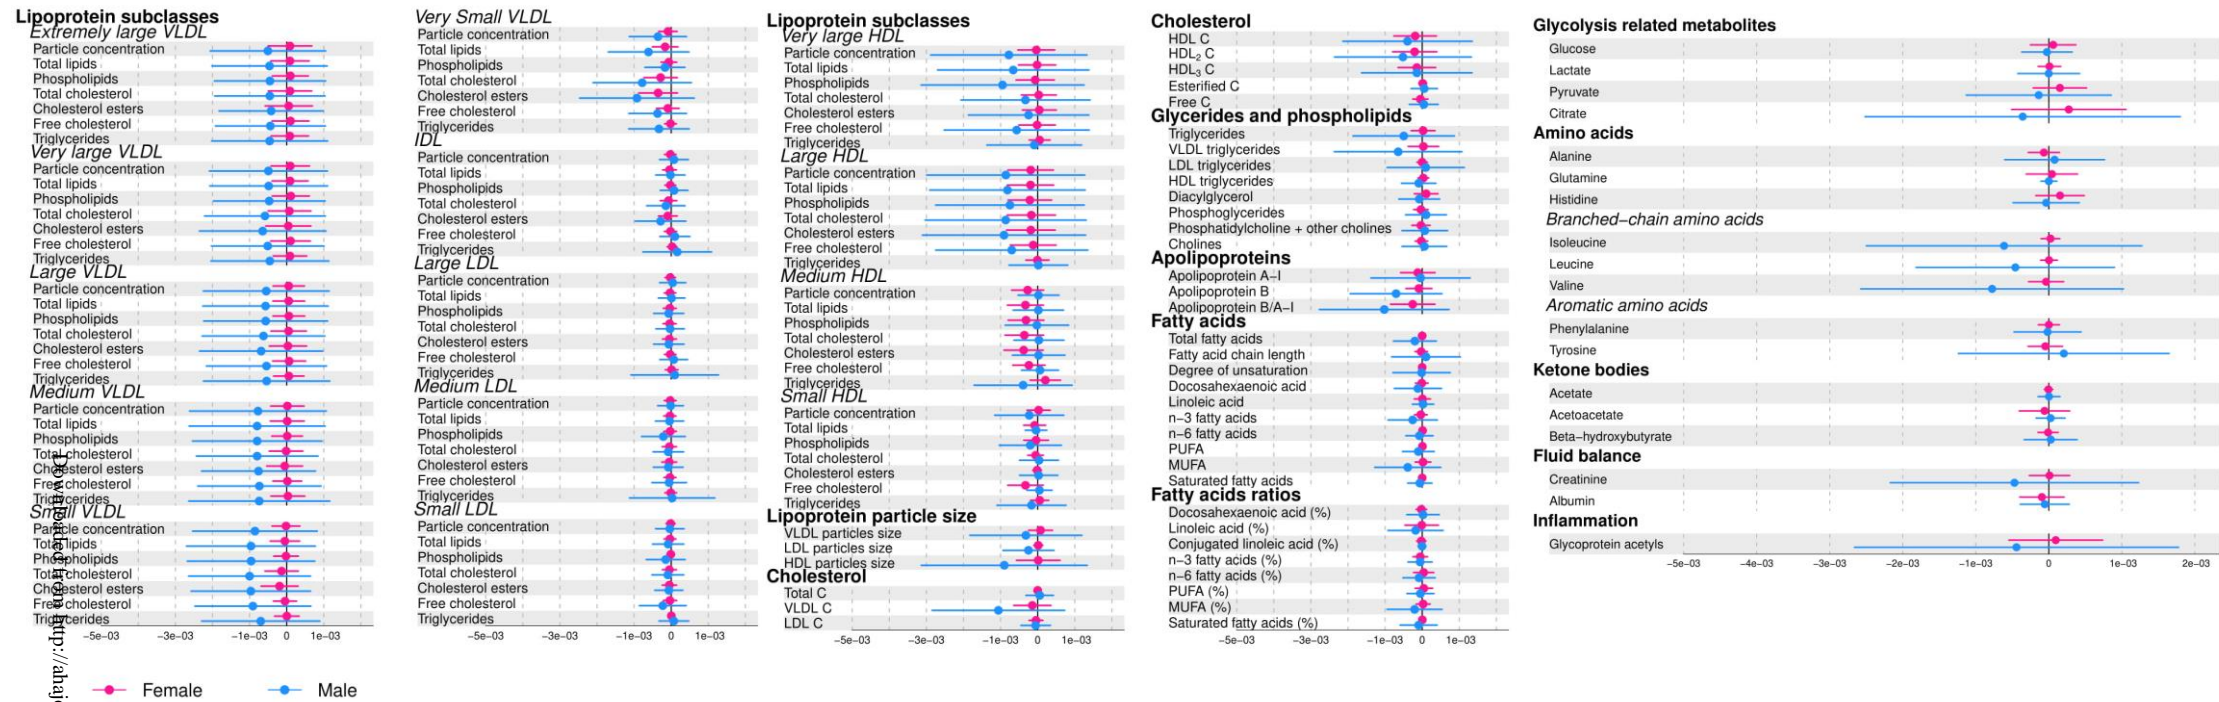 Lipoprotein subclasses
Extremely large VLDL
Particle concentration
Total lipids
Phospholipids
Total cholesterol
Cholesterol esters
Free cholesterol
Triglycerides
Very large VLDL
Particle concentration
Total lipids
Phospholipids
Total cholesterol
Cholesterol esters
Free cholesterol
Triglycerides
Large VLDL
Particle concentration
Total lipids
Phospholipids
Total cholesterol
Cholesterol esters
Free cholesterol
Triglycerides
Medium VLDL
Particle concentration
Total lipids
Phospholipids
Total cholesterol
Cholesterol esters
Free cholesterol
Triglycerides
Small VLDL
Particle concentration
Total lipids
Phospholipids
Total cholesterol
Cholesterol esters
Free cholesterol
Triglycerides
−5e−03 −3e−03 −1e−03 0 1e−03
Downloaded from http://ahajo
Female Male
Very Small VLDL
Particle concentration
Total lipids
Phospholipids
Total cholesterol
Cholesterol esters
Free cholesterol
Triglycerides
IDL
Particle concentration
Total lipids
Phospholipids
Total cholesterol
Cholesterol esters
Free cholesterol
Triglycerides
Large LDL
Particle concentration
Total lipids
Phospholipids
Total cholesterol
Cholesterol esters
Free cholesterol
Triglycerides
Medium LDL
Particle concentration
Total lipids
Phospholipids
Total cholesterol
Cholesterol esters
Free cholesterol
Triglycerides
Small LDL
Particle concentration
Total lipids
Phospholipids
Total cholesterol
Cholesterol esters
Free cholesterol
Triglycerides
−5e−03 −3e−03 −1e−03 0 1e−03
Lipoprotein subclasses
Very large HDL
Particle concentration
Total lipids
Phospholipids
Total cholesterol
Cholesterol esters
Free cholesterol
Triglycerides
Large HDL
Particle concentration
Total lipids
Phospholipids
Total cholesterol
Cholesterol esters
Free cholesterol
Triglycerides
Medium HDL
Particle concentration
Total lipids
Phospholipids
Total cholesterol
Cholesterol esters
Free cholesterol
Triglycerides
Small HDL
Particle concentration
Total lipids
Phospholipids
Total cholesterol
Cholesterol esters
Free cholesterol
Triglycerides
Lipoprotein particle size
VLDL particles size
LDL particles size
HDL particles size
Cholesterol
Total C
VLDL C
LDL C
−5e−03 −3e−03 −1e−03 0 1e−03
Cholesterol
HDL C
HDL₂ C
HDL₃ C
Esterified C
Free C
Glycerides and phospholipids
Triglycerides
VLDL triglycerides
LDL triglycerides
HDL triglycerides
Diacylglycerol
Phosphoglycerides
Phosphatidylcholine + other cholines
Cholines
Apolipoproteins
Apolipoprotein A−I
Apolipoprotein B
Apolipoprotein B/A−I
Fatty acids
Total fatty acids
Fatty acid chain length
Degree of unsaturation
Docosahexaenoic acid
Linoleic acid
n−3 fatty acids
n−6 fatty acids
PUFA
MUFA
Saturated fatty acids
Fatty acids ratios
Docosahexaenoic acid (%)
Linoleic acid (%)
Conjugated linoleic acid (%)
n−3 fatty acids (%)
n−6 fatty acids (%)
PUFA (%)
MUFA (%)
Saturated fatty acids (%)
−5e−03 −3e−03 −1e−03 0 1e−03
Glycolysis related metabolites
Glucose
Lactate
Pyruvate
Citrate
Amino acids
Alanine
Glutamine
Histidine
Branched−chain amino acids
Isoleucine
Leucine
Valine
Aromatic amino acids
Phenylalanine
Tyrosine
Ketone bodies
Acetate
Acetoacetate
Beta−hydroxybutyrate
Fluid balance
Creatinine
Albumin
Inflammation
Glycoprotein acetyls
−5e−03 −4e−03 −3e−03 −2e−03 −1e−03 0 1e−03 2e−03